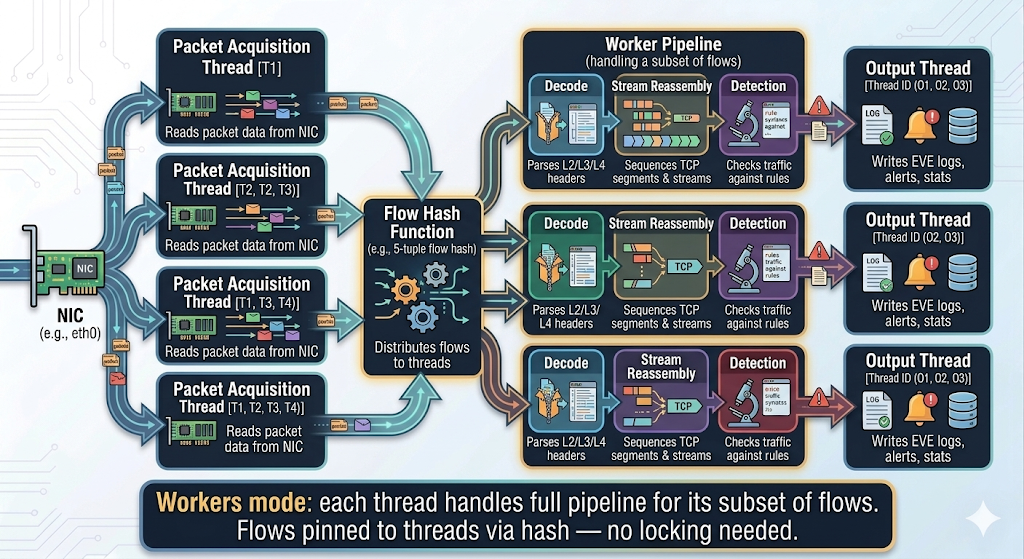 Packet Acquisition
Thread [T1]
Reads packet data from NIC
Packet Acquisition
Thread [T2, T2, T3)]
Reads packet data from NIC
Packet Acquisition
Thread [T1, T3, T4)]
Reads packet data from NIC
Packet Acquisition
Thread [T1, T2, T3, T4)]
Reads packet
data from NIC
NIC
NIC
(e.g., eth0)
Flow Hash
Function
(e.g., 5-tuple flow hash)
Distributes flows
to threads
Worker Pipeline
(handling a subset of flows)
Decode
Parses L2/L3/L4
headers
Stream Reassembly
TCP
Sequences TCP
segments & streams
Detection
Checks traffic
against rules
Output Thread
[Thread ID (O1, O2, O3)]
LOG
Writes EVE logs,
alerts, stats
Decode
Parses L2/L3/
L4 headers
Stream Reassembly
TCP
Sequences TCP
segments & streams
Detection
rules
traffic
against
rules
Checks traffic
against rules
Output Thread
[Thread ID (O2, O3)]
LOG
Writes EVE logs,
alerts, stats
Decode
Parses L2/L3/L4
headers
Stream
Reassembly
TCP
Sequences TCP
segments & streams
Detection
Checks traffic
against rules
Output Thread
[Thread ID (O1, O2, O3)]
LOG
Writes EVE logs,
alerts, stats
Workers mode: each thread handles full pipeline for its subset of flows.
Flows pinned to threads via hash — no locking needed.